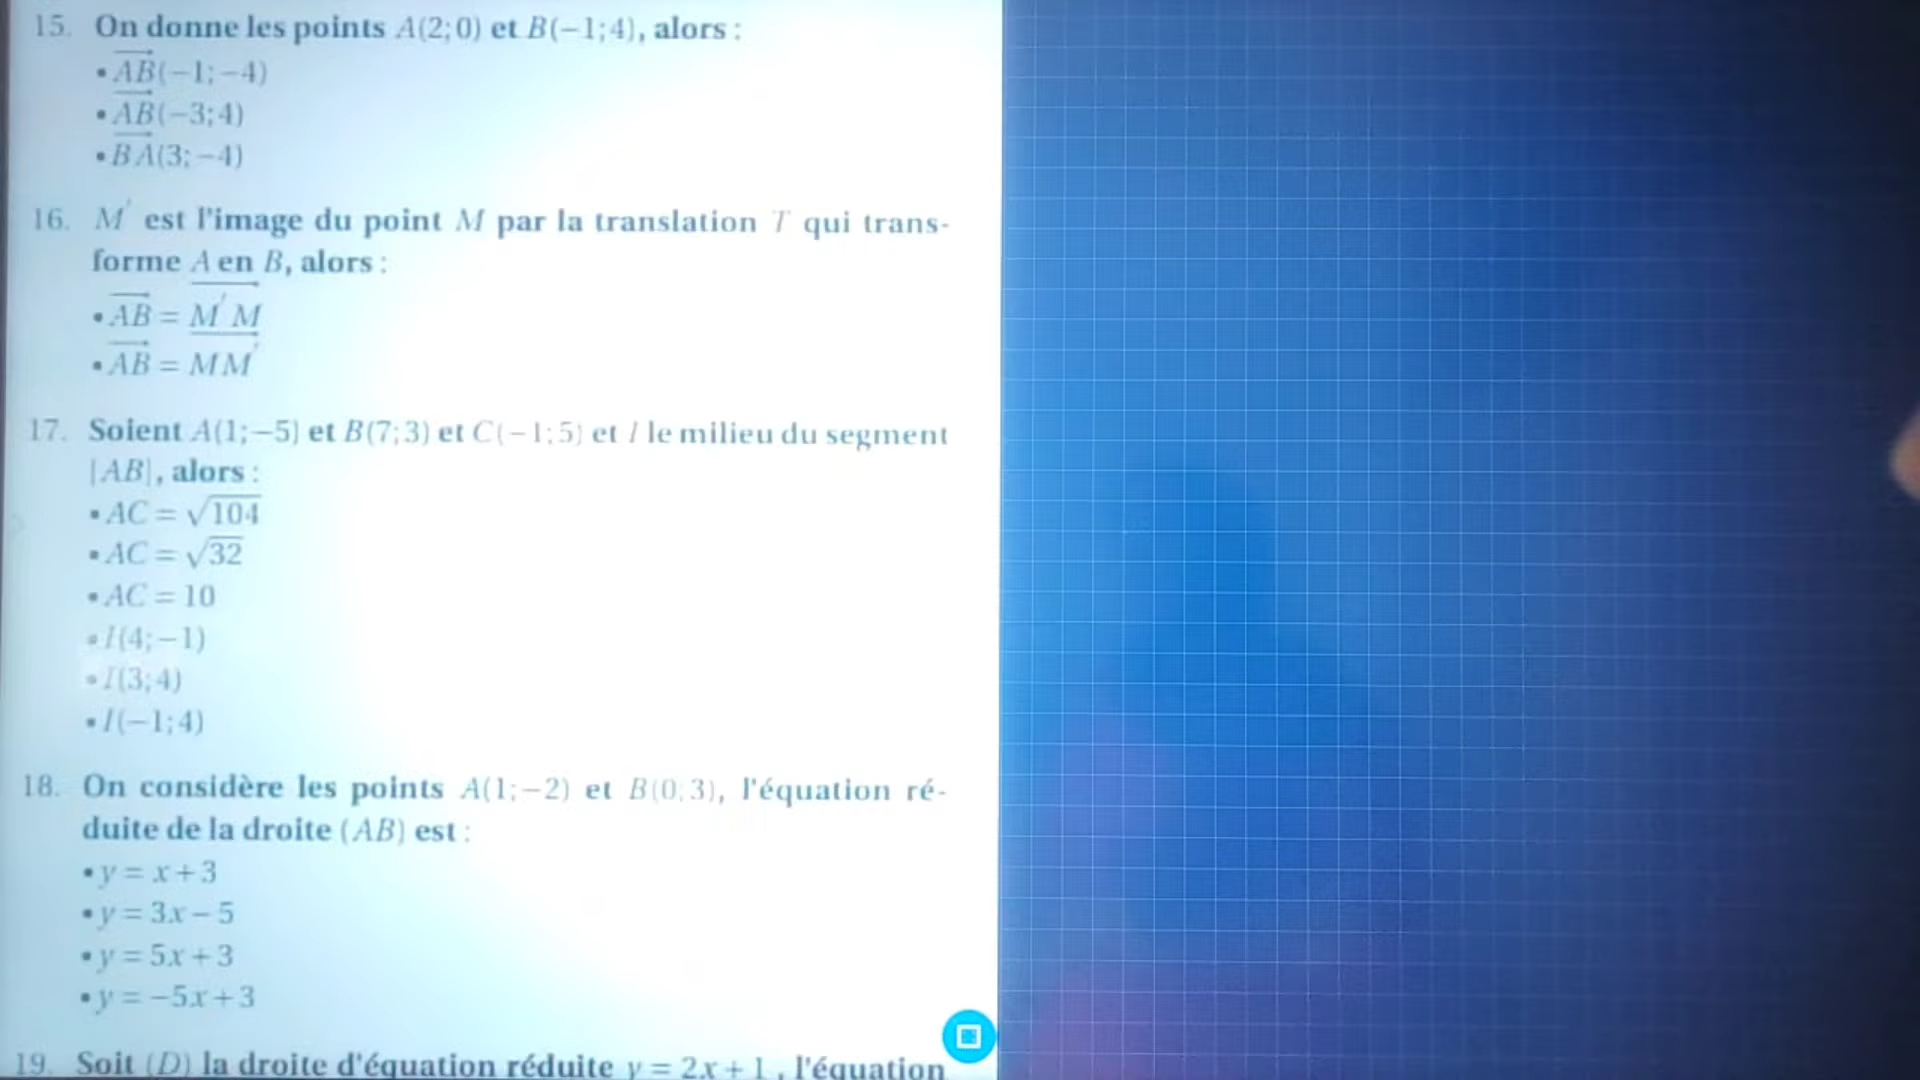 15. On donne les points A(2;0) et B(−1;4), alors :
• AB(−1;−4)
• AB(−3;4)
• BA(3;−4)
16. M' est l'image du point M par la translation T qui trans-
forme A en B, alors :
• AB = M'M
• AB = MM'
17. Soient A(1;−5) et B(7;3) et C(−1;5) et I le milieu du segment
[AB], alors :
• AC = √104
• AC = √32
• AC = 10
• I(4;−1)
• I(3;4)
• I(−1;4)
18. On considère les points A(1;−2) et B(0;3), l'équation ré-
duite de la droite (AB) est :
• y = x+3
• y = 3x−5
• y = 5x+3
• y = −5x+3
19. Soit (D) la droite d'équation réduite y = 2x+1, l'équation